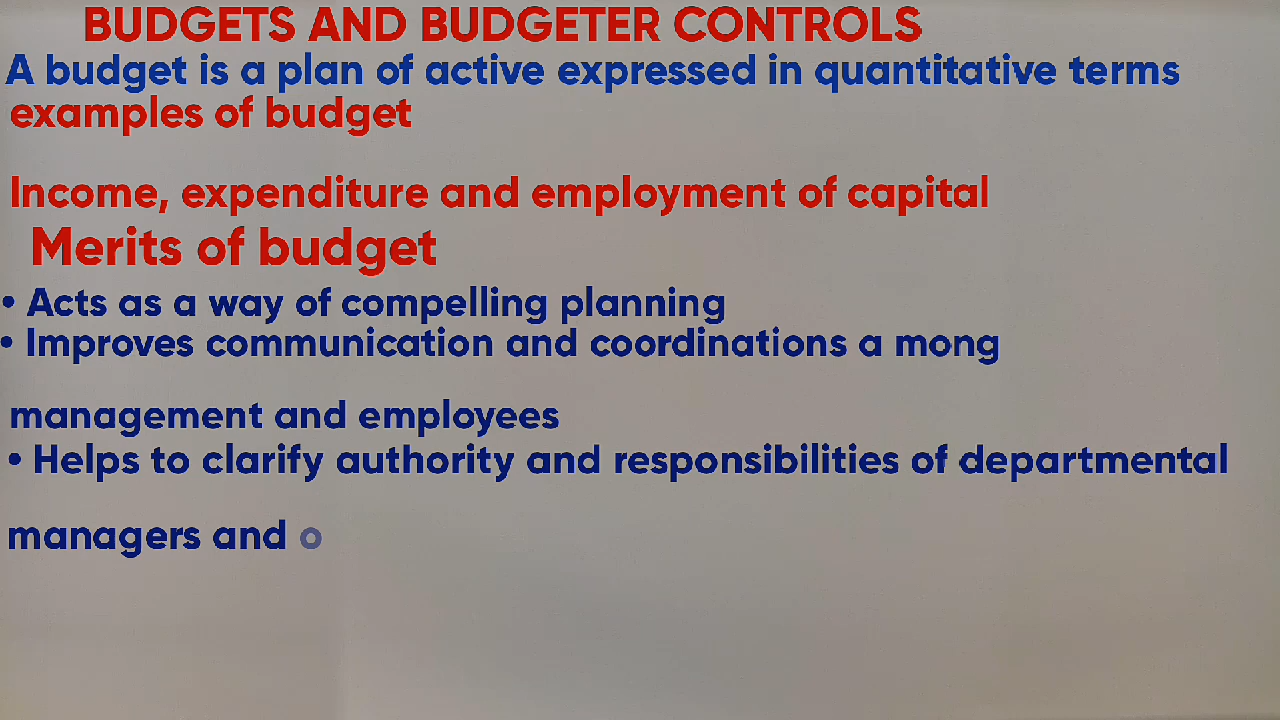 BUDGETS AND BUDGETER CONTROLS
A budget is a plan of active expressed in quantitative terms
examples of budget
Income, expenditure and employment of capital
Merits of budget
• Acts as a way of compelling planning
• Improves communication and coordinations a mong
management and employees
• Helps to clarify authority and responsibilities of departmental
managers and o